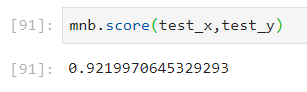 [91]: mnb.score(test_x,test_y)
[91]: 0.9219970645329293